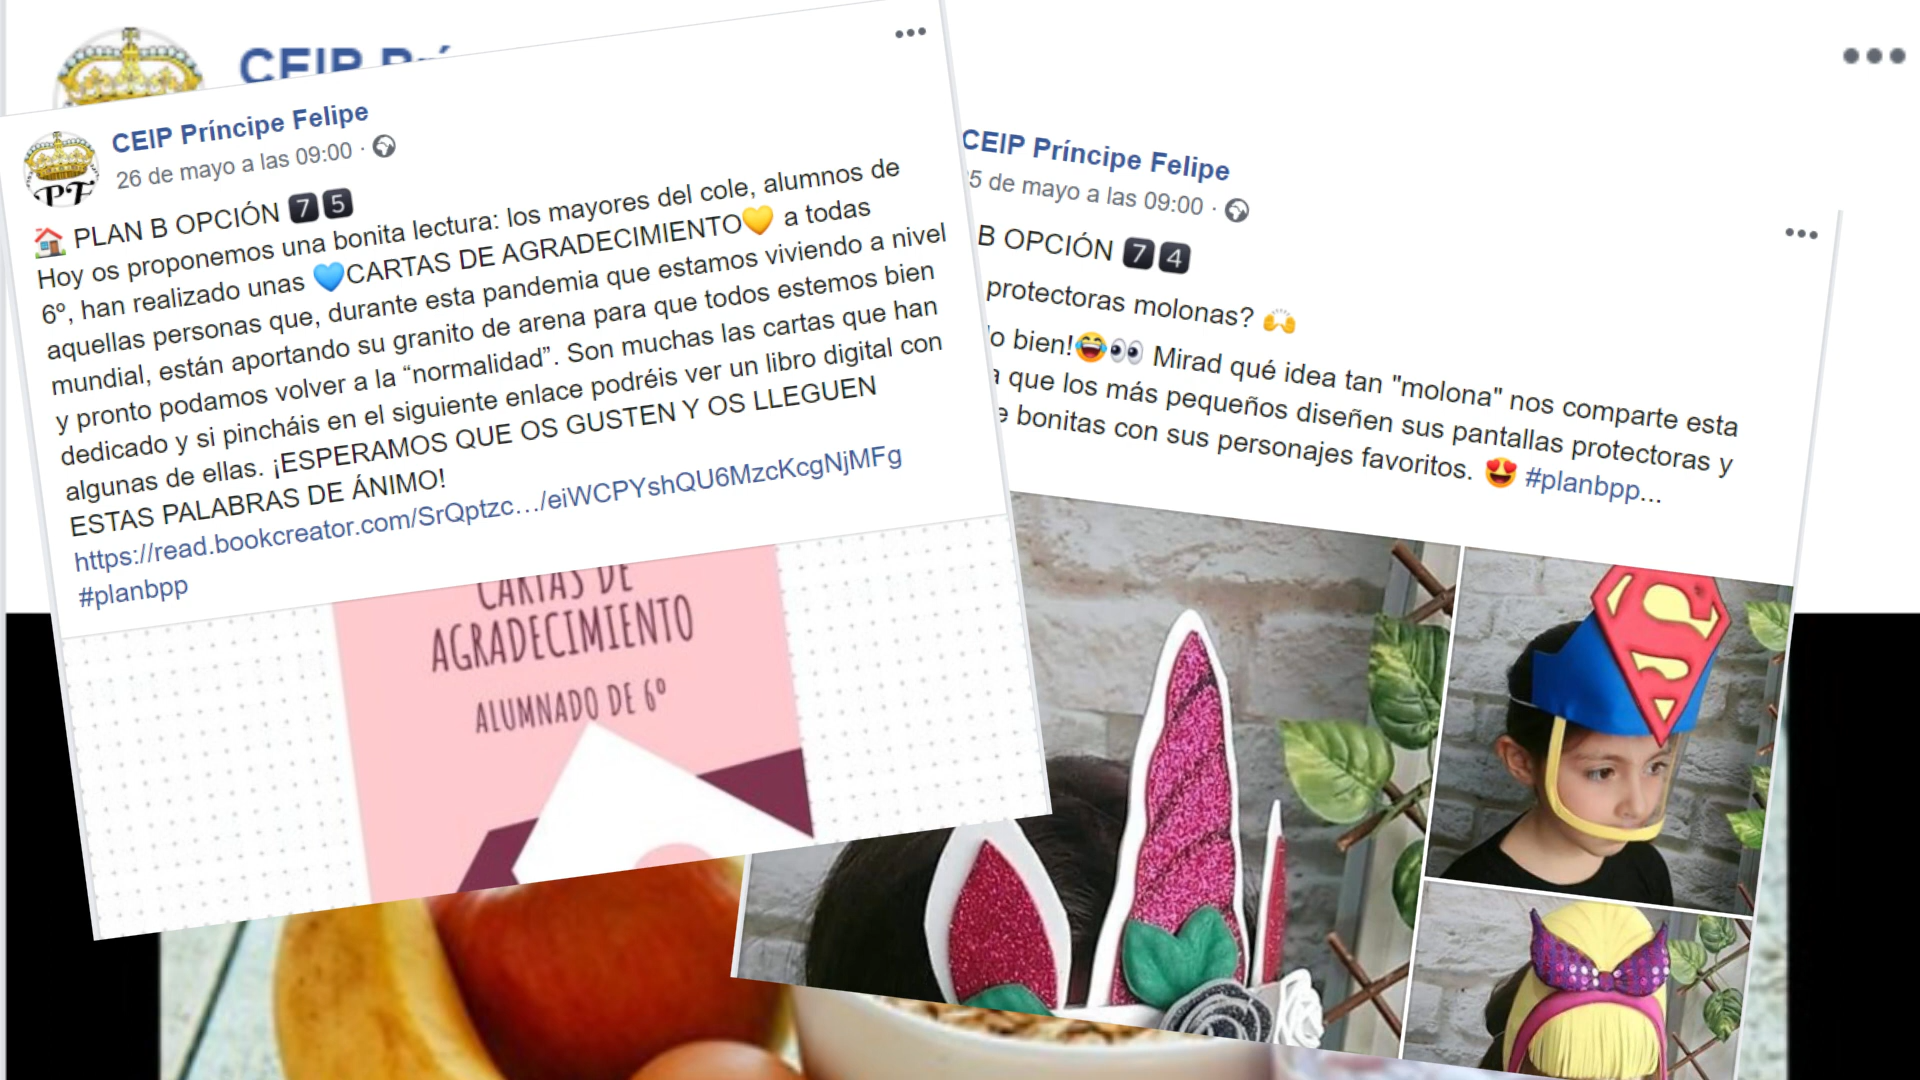 CEIP
CEIP Príncipe Felipe
26 de mayo a las 09:00 ·
PF
🏠 PLAN B OPCIÓN 7 5
Hoy os proponemos una bonita lectura: los mayores del cole, alumnos de
6º, han realizado unas 💙CARTAS DE AGRADECIMIENTO💛 a todas
aquellas personas que, durante esta pandemia que estamos viviendo a nivel
mundial, están aportando su granito de arena para que todos estemos bien
y pronto podamos volver a la “normalidad”. Son muchas las cartas que han
dedicado y si pincháis en el siguiente enlace podréis ver un libro digital con
algunas de ellas. ¡ESPERAMOS QUE OS GUSTEN Y OS LLEGUEN
ESTAS PALABRAS DE ÁNIMO!
https://read.bookcreator.com/SrQptzc…/eiWCPYshQU6MzcKcgNjMFg
#planbpp
CARTAS DE
AGRADECIMIENTO
ALUMNADO DE 6º
CEIP Príncipe Felipe
5 de mayo a las 09:00 ·
B OPCIÓN 7 4
protectoras molonas? 🙌
lo bien!😂👀 Mirad qué idea tan "molona" nos comparte esta
a que los más pequeños diseñen sus pantallas protectoras y
e bonitas con sus personajes favoritos. 😍 #planbpp...
S